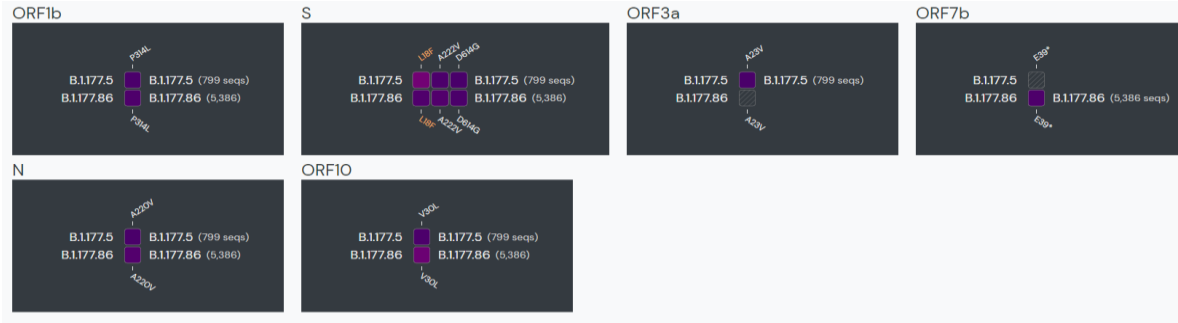 ORF1b
P314L
B.1.177.5 B.1.177.5 (799 seqs)
B.1.177.86 B.1.177.86 (5,386)
P314L
S
L18F A222V D614G
B.1.177.5 B.1.177.5 (799 seqs)
B.1.177.86 B.1.177.86 (5,386)
L18F A222V D614G
ORF3a
A23V
B.1.177.5 B.1.177.5 (799 seqs)
B.1.177.86
A23V
ORF7b
E39*
B.1.177.5
B.1.177.86 B.1.177.86 (5,386 seqs)
E39*
N
A220V
B.1.177.5 B.1.177.5 (799 seqs)
B.1.177.86 B.1.177.86 (5,386)
A220V
ORF10
V30L
B.1.177.5 B.1.177.5 (799 seqs)
B.1.177.86 B.1.177.86 (5,386)
V30L